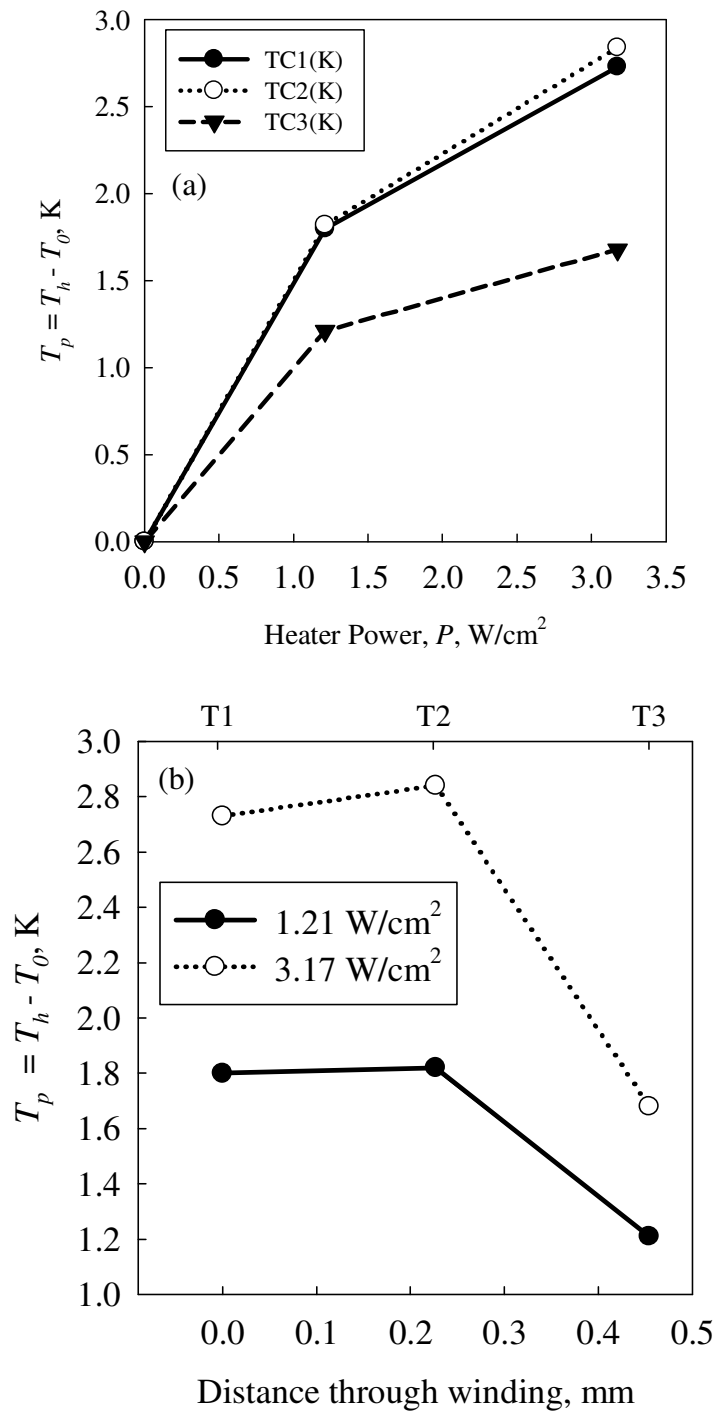 3.0
2.5
2.0
1.5
1.0
0.5
0.0
T_p = T_h - T_0, K
TC1(K)
TC2(K)
TC3(K)
(a)
0.0 0.5 1.0 1.5 2.0 2.5 3.0 3.5
Heater Power, P, W/cm²
T1 T2 T3
3.0
2.8
2.6
2.4
2.2
2.0
1.8
1.6
1.4
1.2
1.0
T_p = T_h - T_0, K
(b)
1.21 W/cm²
3.17 W/cm²
0.0 0.1 0.2 0.3 0.4 0.5
Distance through winding, mm